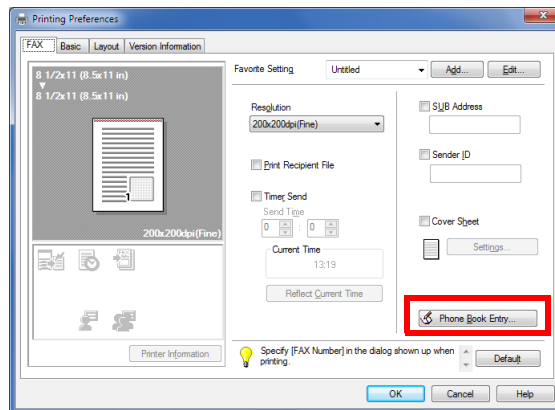 Printing Preferences
FAX Basic Layout Version Information
8 1/2x11 (8.5x11 in)
8 1/2x11 (8.5x11 in)
1
200x200dpi(Fine)
Printer Information
Favorite Setting Untitled Add... Edit...
Resolution
200x200dpi(Fine)
Print Recipient File
Timer Send
Send Time
0 : 0
Current Time
13:19
Reflect Current Time
SUB Address
Sender ID
Cover Sheet
Settings...
Phone Book Entry...
Specify [FAX Number] in the dialog shown up when
printing.
Default
OK Cancel Help